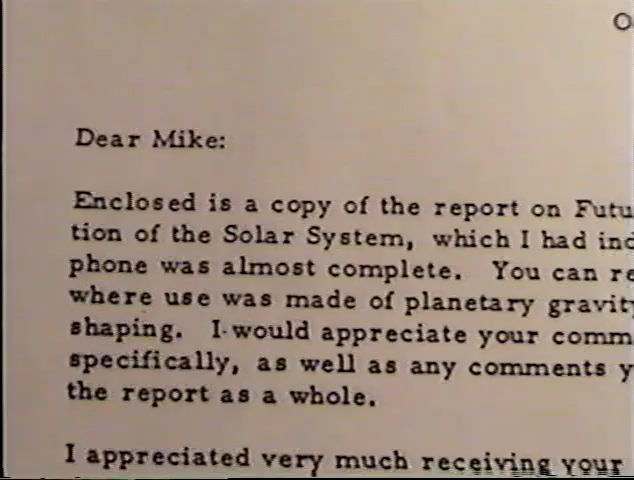 Dear Mike:
Enclosed is a copy of the report on Futu
tion of the Solar System, which I had ind
phone was almost complete. You can re
where use was made of planetary gravity
shaping. I would appreciate your comm
specifically, as well as any comments y
the report as a whole.
I appreciated very much receiving your